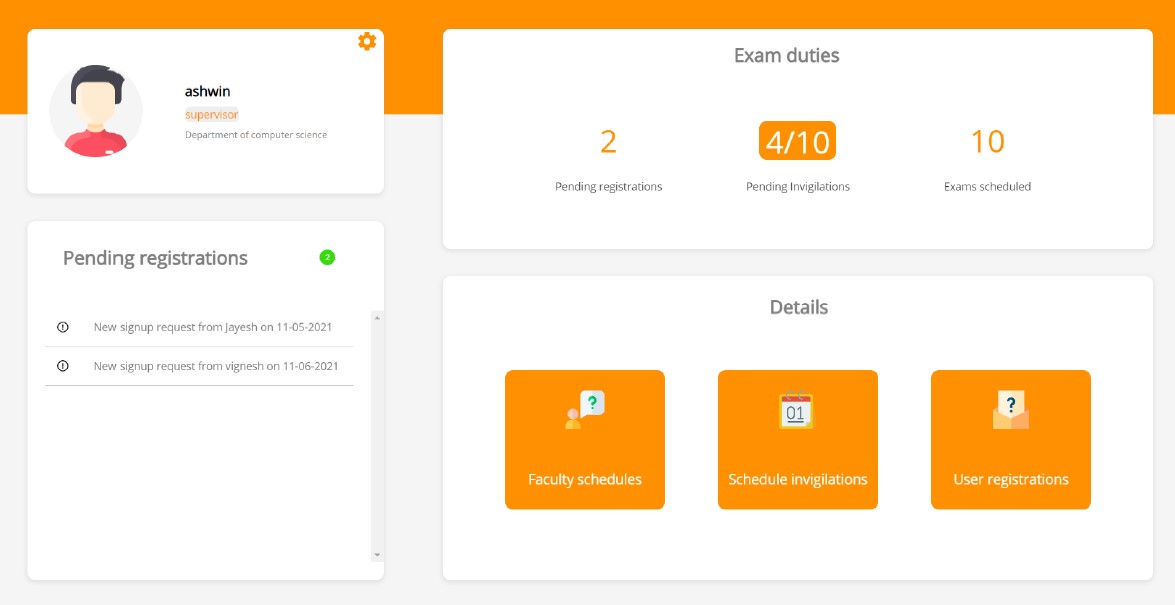 ashwin
supervisor
Department of computer science
Pending registrations
2
New signup request from Jayesh on 11-05-2021
New signup request from vignesh on 11-06-2021
Exam duties
2
4/10
10
Pending registrations
Pending Invigilations
Exams scheduled
Details
?
01
?
Faculty schedules
Schedule invigilations
User registrations